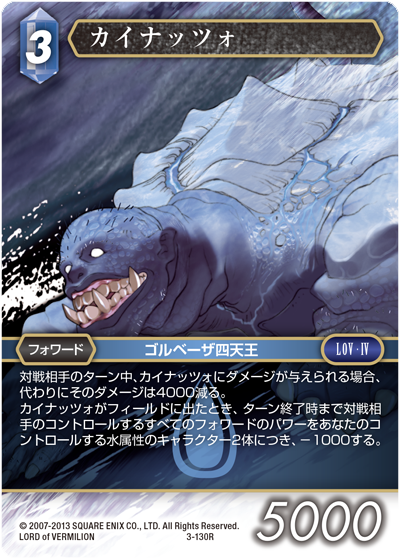 3
カイナッツォ
フォワード
ゴルベーザ四天王
LOV・IV
対戦相手のターン中、カイナッツォにダメージが与えられる場合、
代わりにそのダメージは4000減る。
カイナッツォがフィールドに出たとき、ターン終了時まで対戦相
手のコントロールするすべてのフォワードのパワーをあなたのコ
ントロールする水属性のキャラクター2体につき、－1000する。
© 2007-2013 SQUARE ENIX CO., LTD. All Rights Reserved.
LORD of VERMILION
3-130R
5000